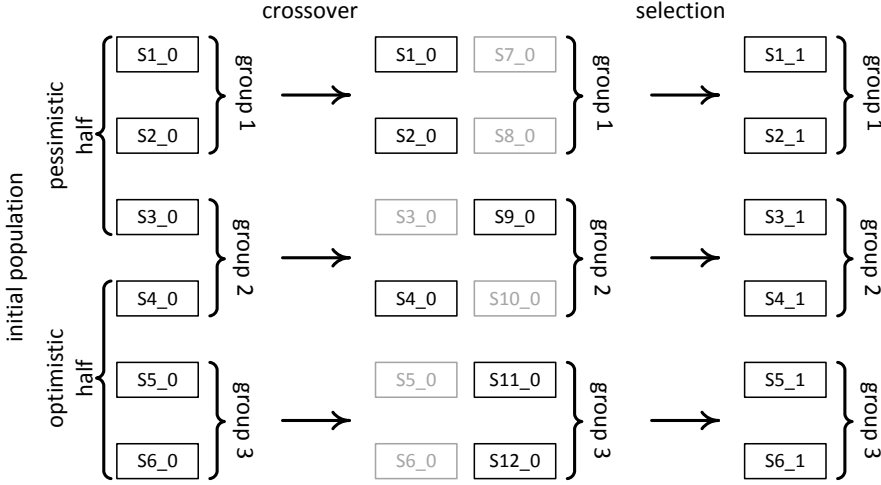 crossover
selection
initial population
pessimistic
half
optimistic
half
S1_0
S2_0
group 1
S3_0
S4_0
group 2
S5_0
S6_0
group 3
S1_0 S7_0
S2_0 S8_0
group 1
S3_0 S9_0
S4_0 S10_0
group 2
S5_0 S11_0
S6_0 S12_0
group 3
S1_1
S2_1
group 1
S3_1
S4_1
group 2
S5_1
S6_1
group 3